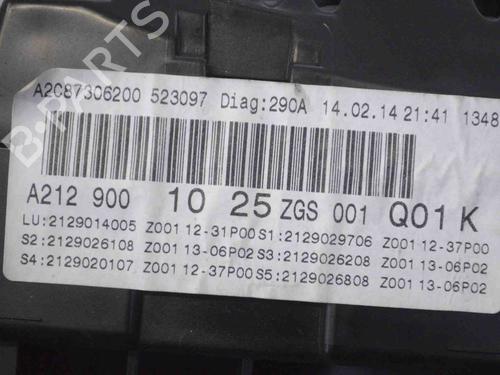 B-PARTS
A2C87306200 523097 Diag:290A 14.02.14 21:41 1348
A212 900 10 25 ZGS 001 Q01 K
LU:2129014005 Z001 12-31P00 S1:2129029706 Z001 12-37P00
S2:2129026108 Z001 13-06P02 S3:2129026208 Z001 13-06P02
S4:2129020107 Z001 12-37P00 S5:2129026808 Z001 13-06P02